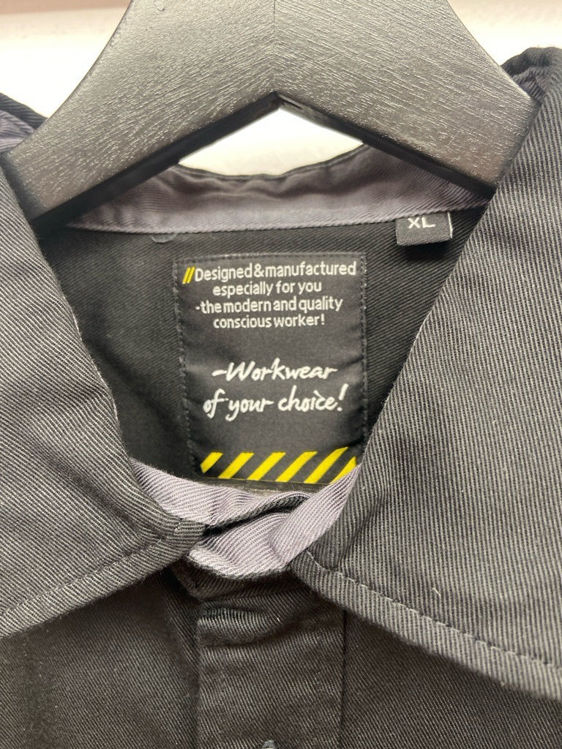 XL
//Designed & manufactured
especially for you
-the modern and quality
conscious worker!
-Workwear
of your choice!